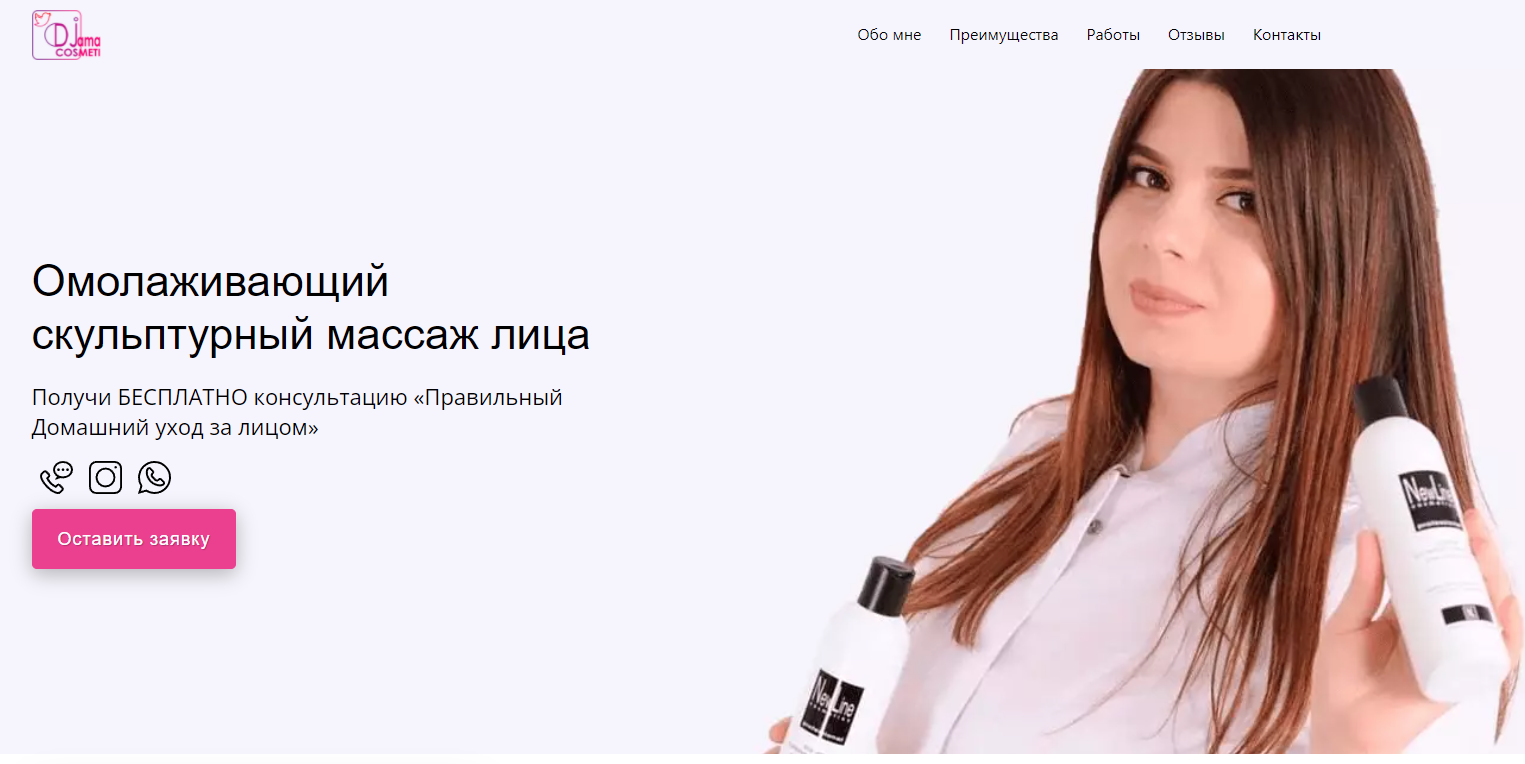 DJama
COSMETI
Обо мне Преимущества Работы Отзывы Контакты
Омолаживающий
скульптурный массаж лица
Получи БЕСПЛАТНО консультацию «Правильный
Домашний уход за лицом»
Оставить заявку
NewLine
COSMETICS
NewLine